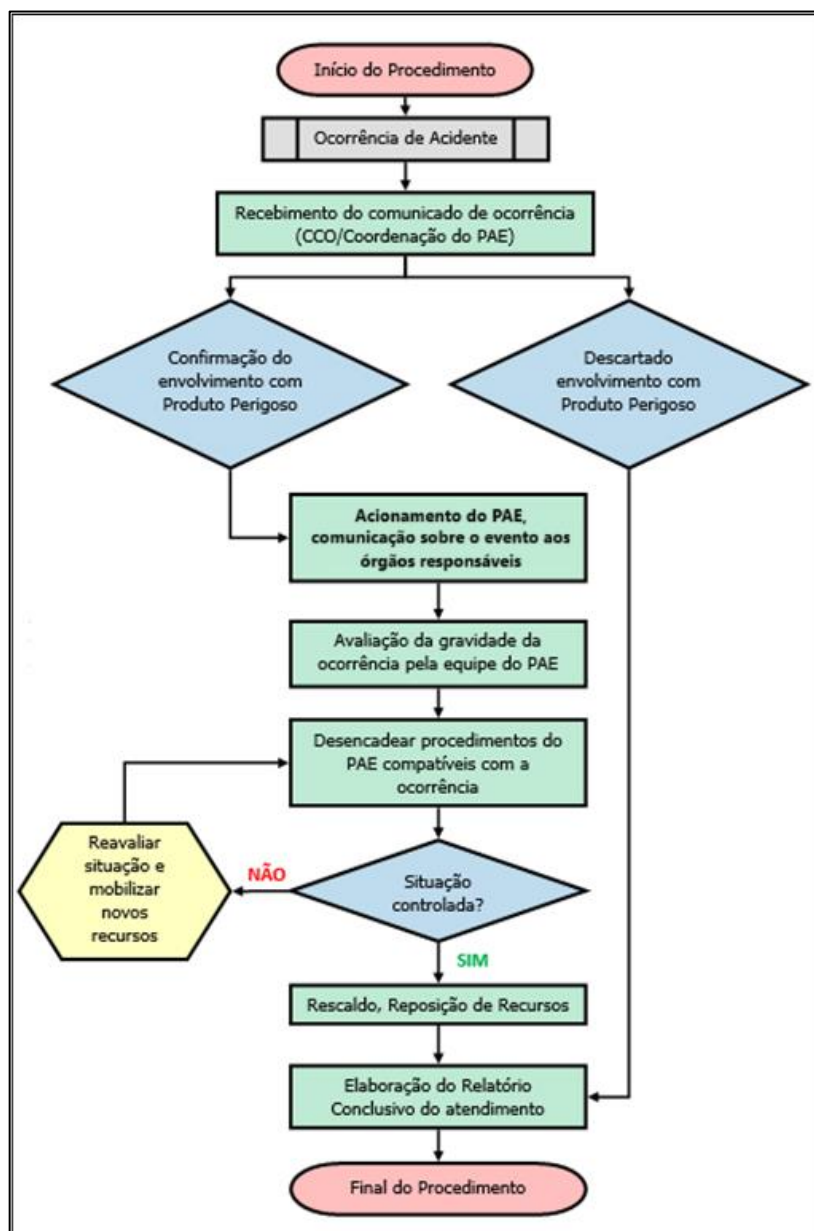 Início do Procedimento
Ocorrência de Acidente
Recebimento do comunicado de ocorrência
(CCO/Coordenação do PAE)
Confirmação do
envolvimento com
Produto Perigoso
Descartado
envolvimento com
Produto Perigoso
Acionamento do PAE,
comunicação sobre o evento aos
órgãos responsáveis
Avaliação da gravidade da
ocorrência pela equipe do PAE
Desencadear procedimentos do
PAE compatíveis com a
ocorrência
Reavaliar
situação e
mobilizar
novos
recursos
NÃO
Situação
controlada?
SIM
Rescaldo, Reposição de Recursos
Elaboração do Relatório
Conclusivo do atendimento
Final do Procedimento